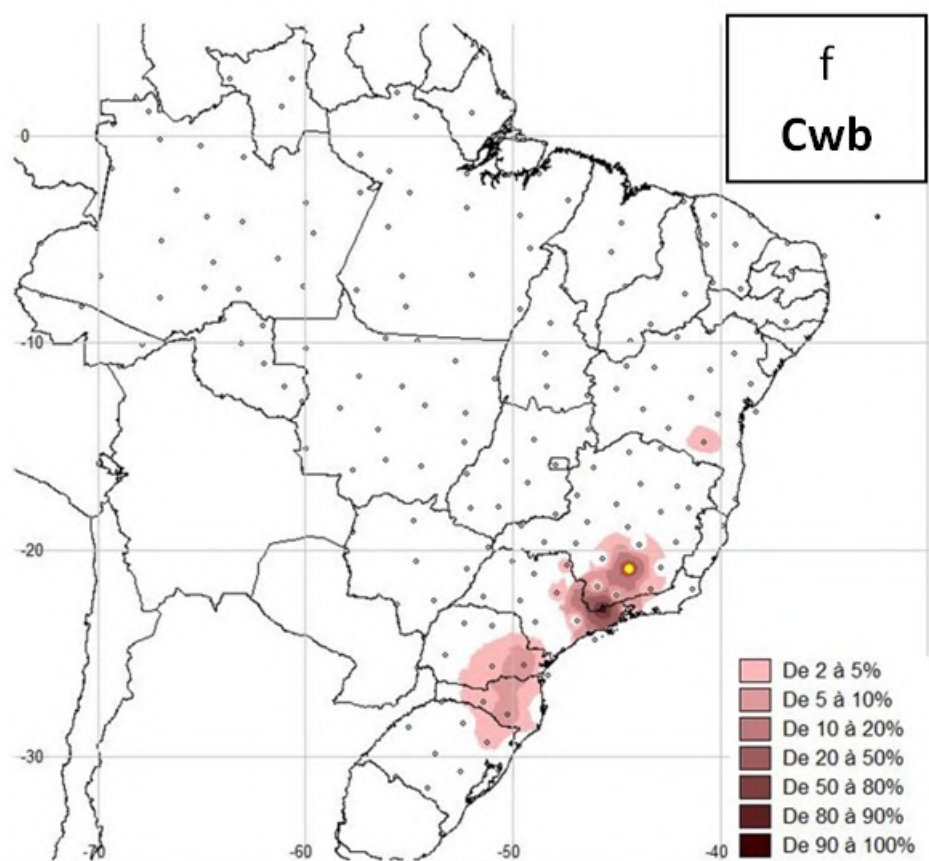 f
Cwb
0
-10
-20
-30
-70
-60
-50
-40
De 2 à 5%
De 5 à 10%
De 10 à 20%
De 20 à 50%
De 50 à 80%
De 80 à 90%
De 90 à 100%